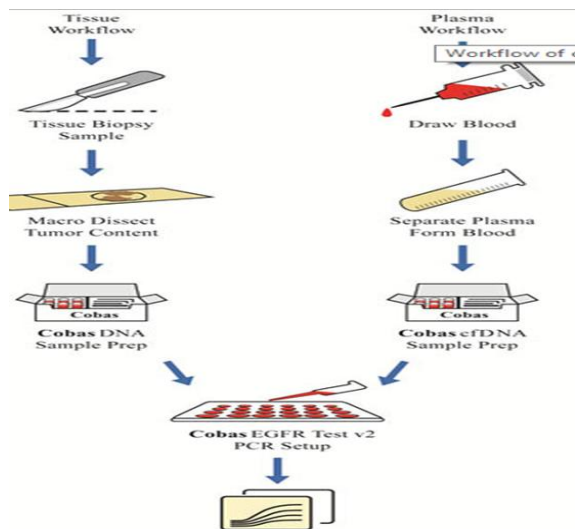 Tissue
Workflow
Plasma
Workflow
Workflow of
Tissue Biopsy
Sample
Draw Blood
Macro Dissect
Tumor Content
Separate Plasma
Form Blood
Cobas
Cobas DNA
Sample Prep
Cobas
Cobas cfDNA
Sample Prep
Cobas EGFR Test v2
PCR Setup